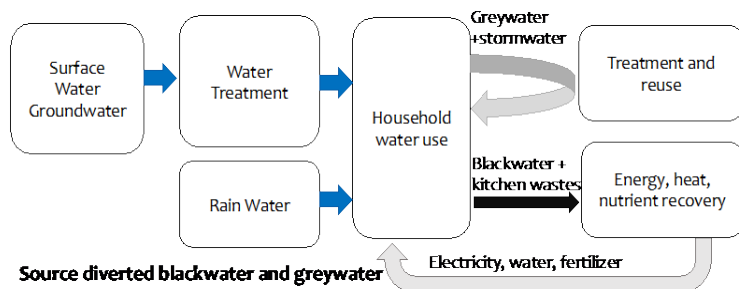 Greywater
+stormwater
Surface
Water
Groundwater
Water
Treatment
Treatment and
reuse
Household
water use
Rain Water
Blackwater +
kitchen wastes
Energy, heat,
nutrient recovery
Electricity, water, fertilizer
Source diverted blackwater and greywater